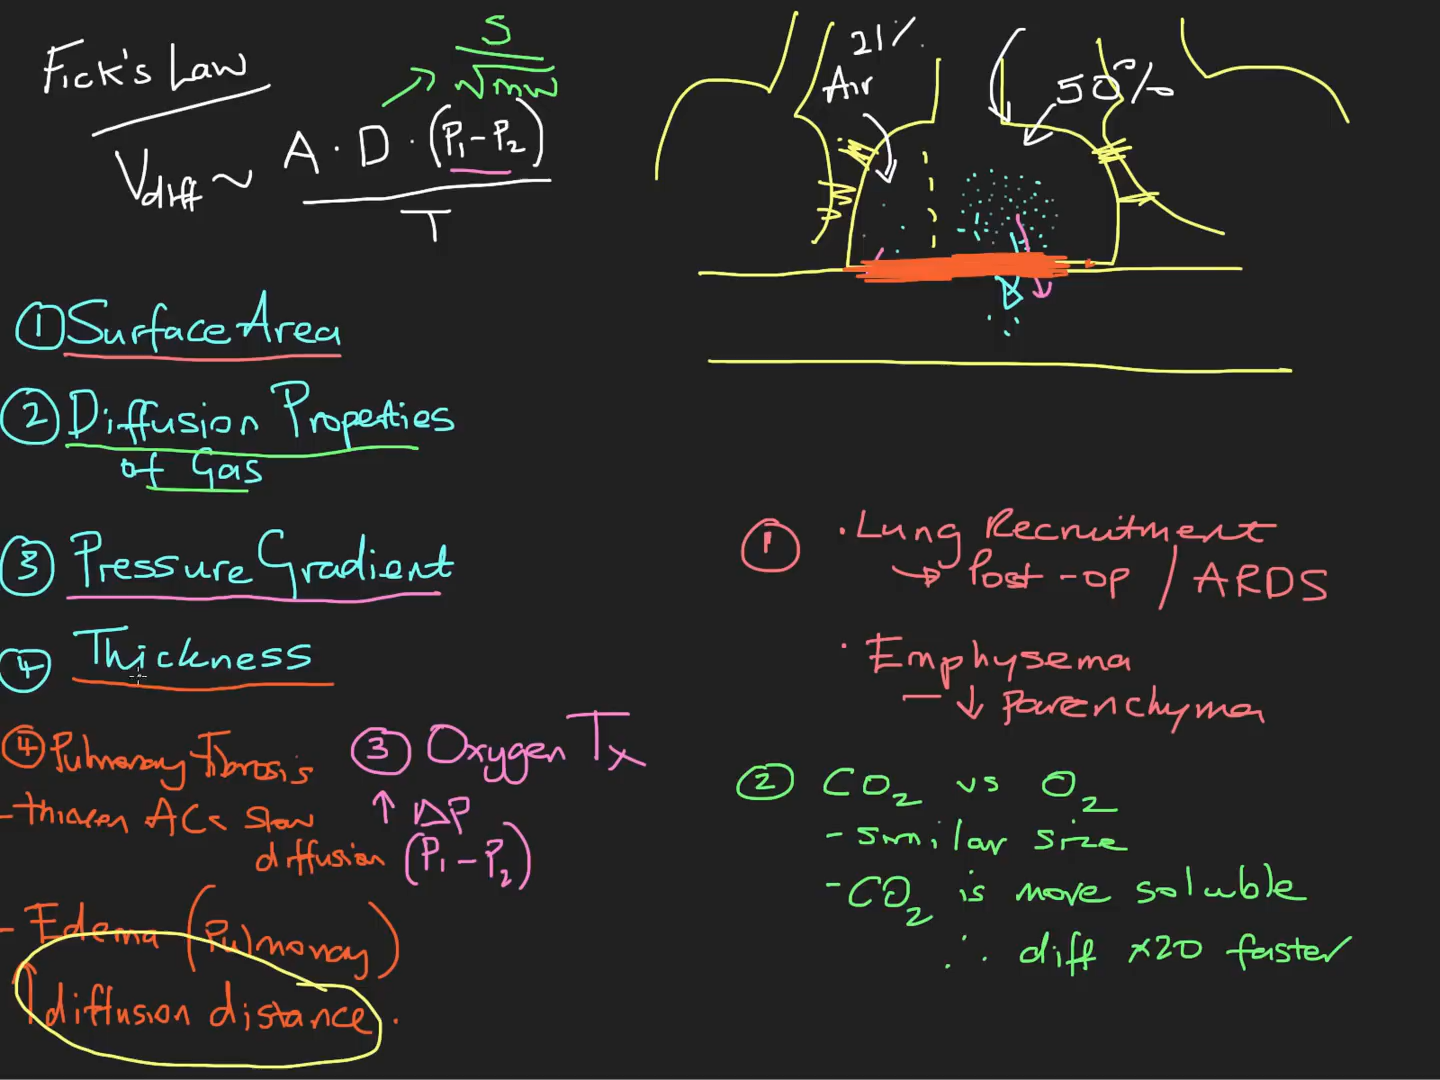 Fick's Law
S
√mw
Vdiff ~ A · D · (P1 - P2)
T
21%
Air
50%
① Surface Area
② Diffusion Properties
of Gas
③ Pressure Gradient
④ Thickness
④ Pulmonary Fibrosis
- thicken AC < slow
diffusion
- Edema (Pulmonary)
↑ diffusion distance.
③ Oxygen Tx
↑ ΔP
(P1 - P2)
① · Lung Recruitment
→ Post-op / ARDS
· Emphysema
- ↓ parenchyma
② CO2 vs O2
- similar size
- CO2 is more soluble
∴ diff x20 faster